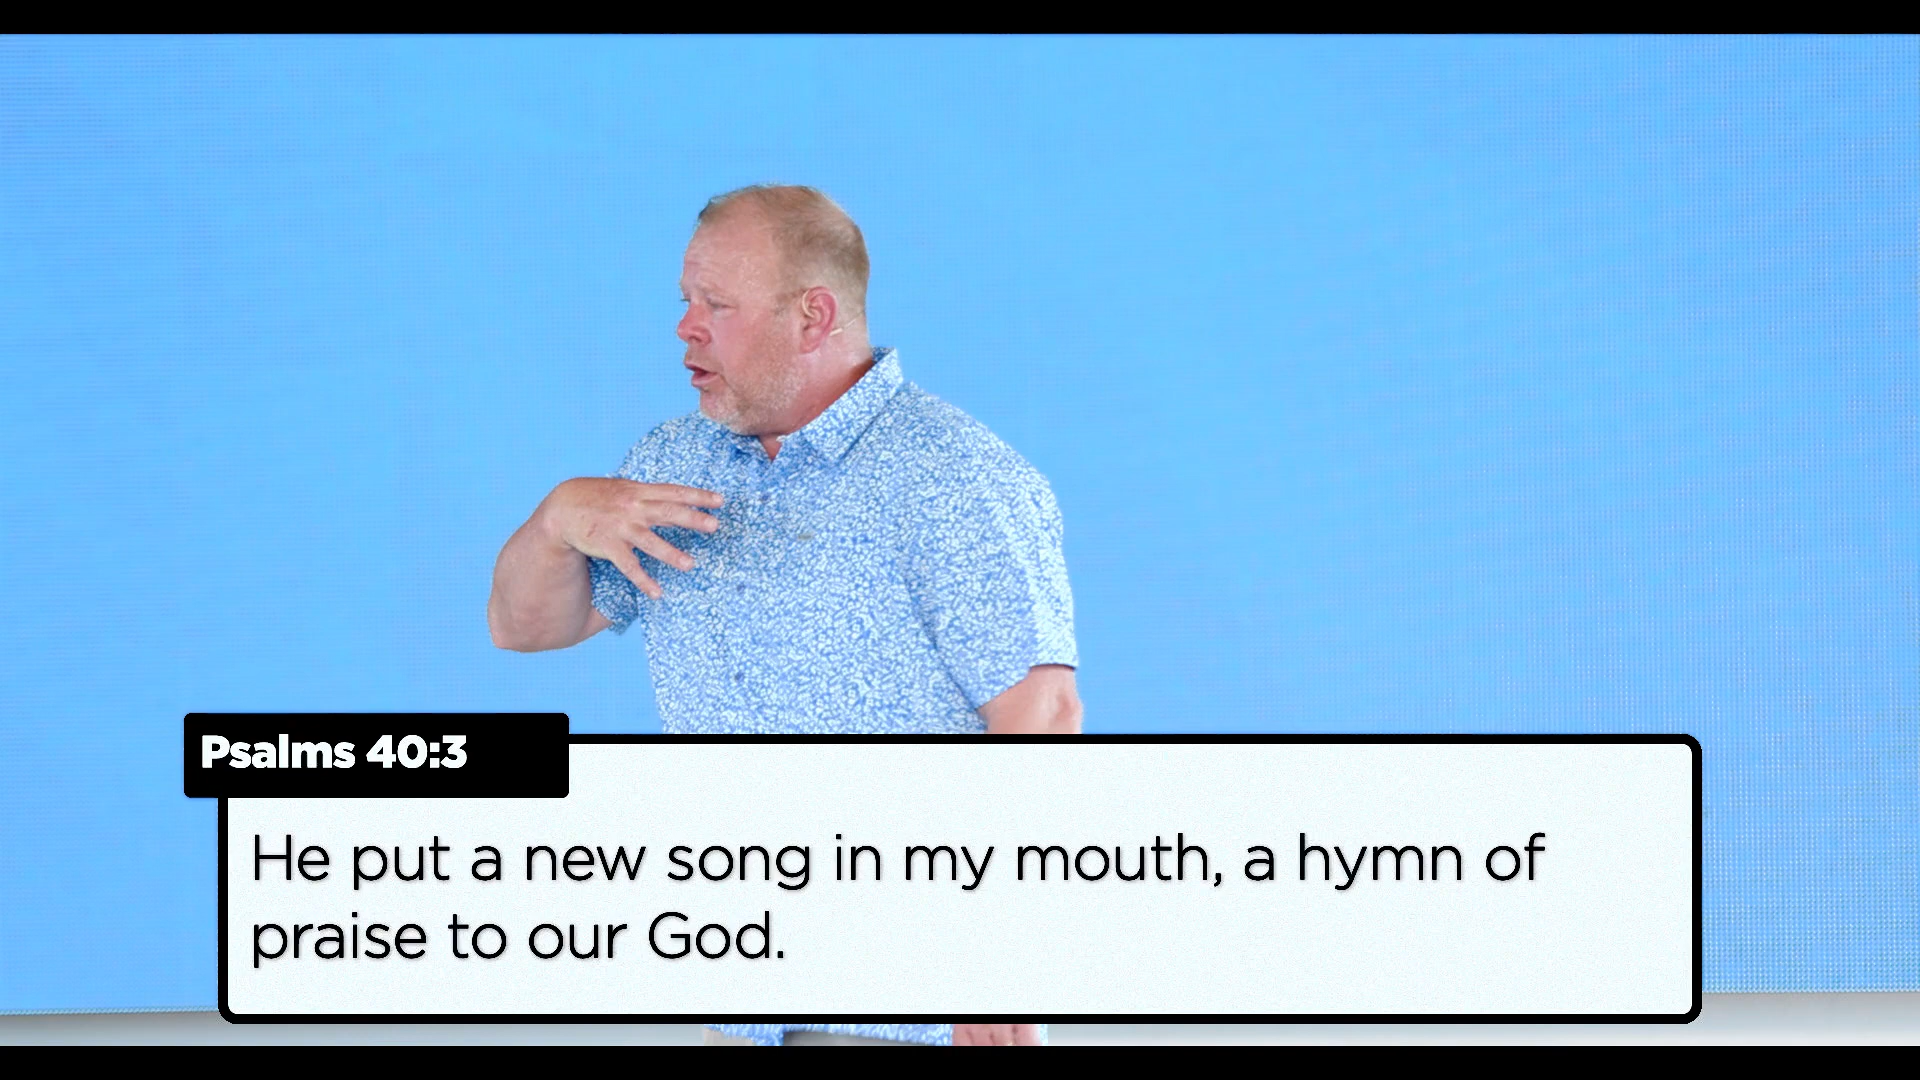 Psalms 40:3
He put a new song in my mouth, a hymn of
praise to our God.